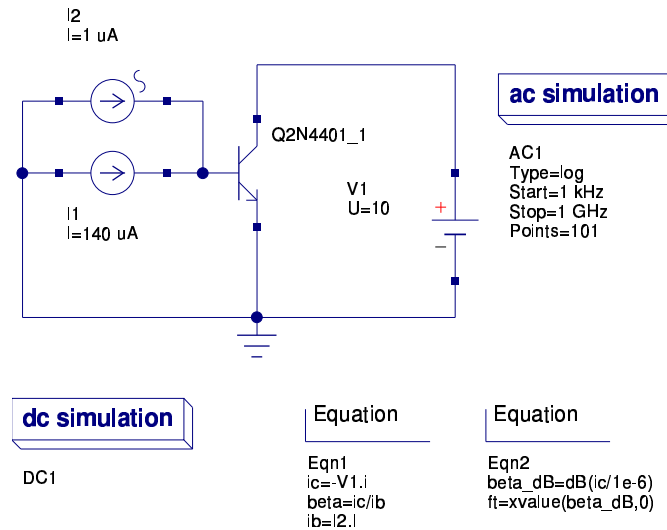 I2
I=1 uA
Q2N4401_1
I1
I=140 uA
V1
U=10
+
−
ac simulation
AC1
Type=log
Start=1 kHz
Stop=1 GHz
Points=101
dc simulation
DC1
Equation
Eqn1
ic=-V1.i
beta=ic/ib
ib=I2.I
Equation
Eqn2
beta_dB=dB(ic/1e-6)
ft=xvalue(beta_dB,0)